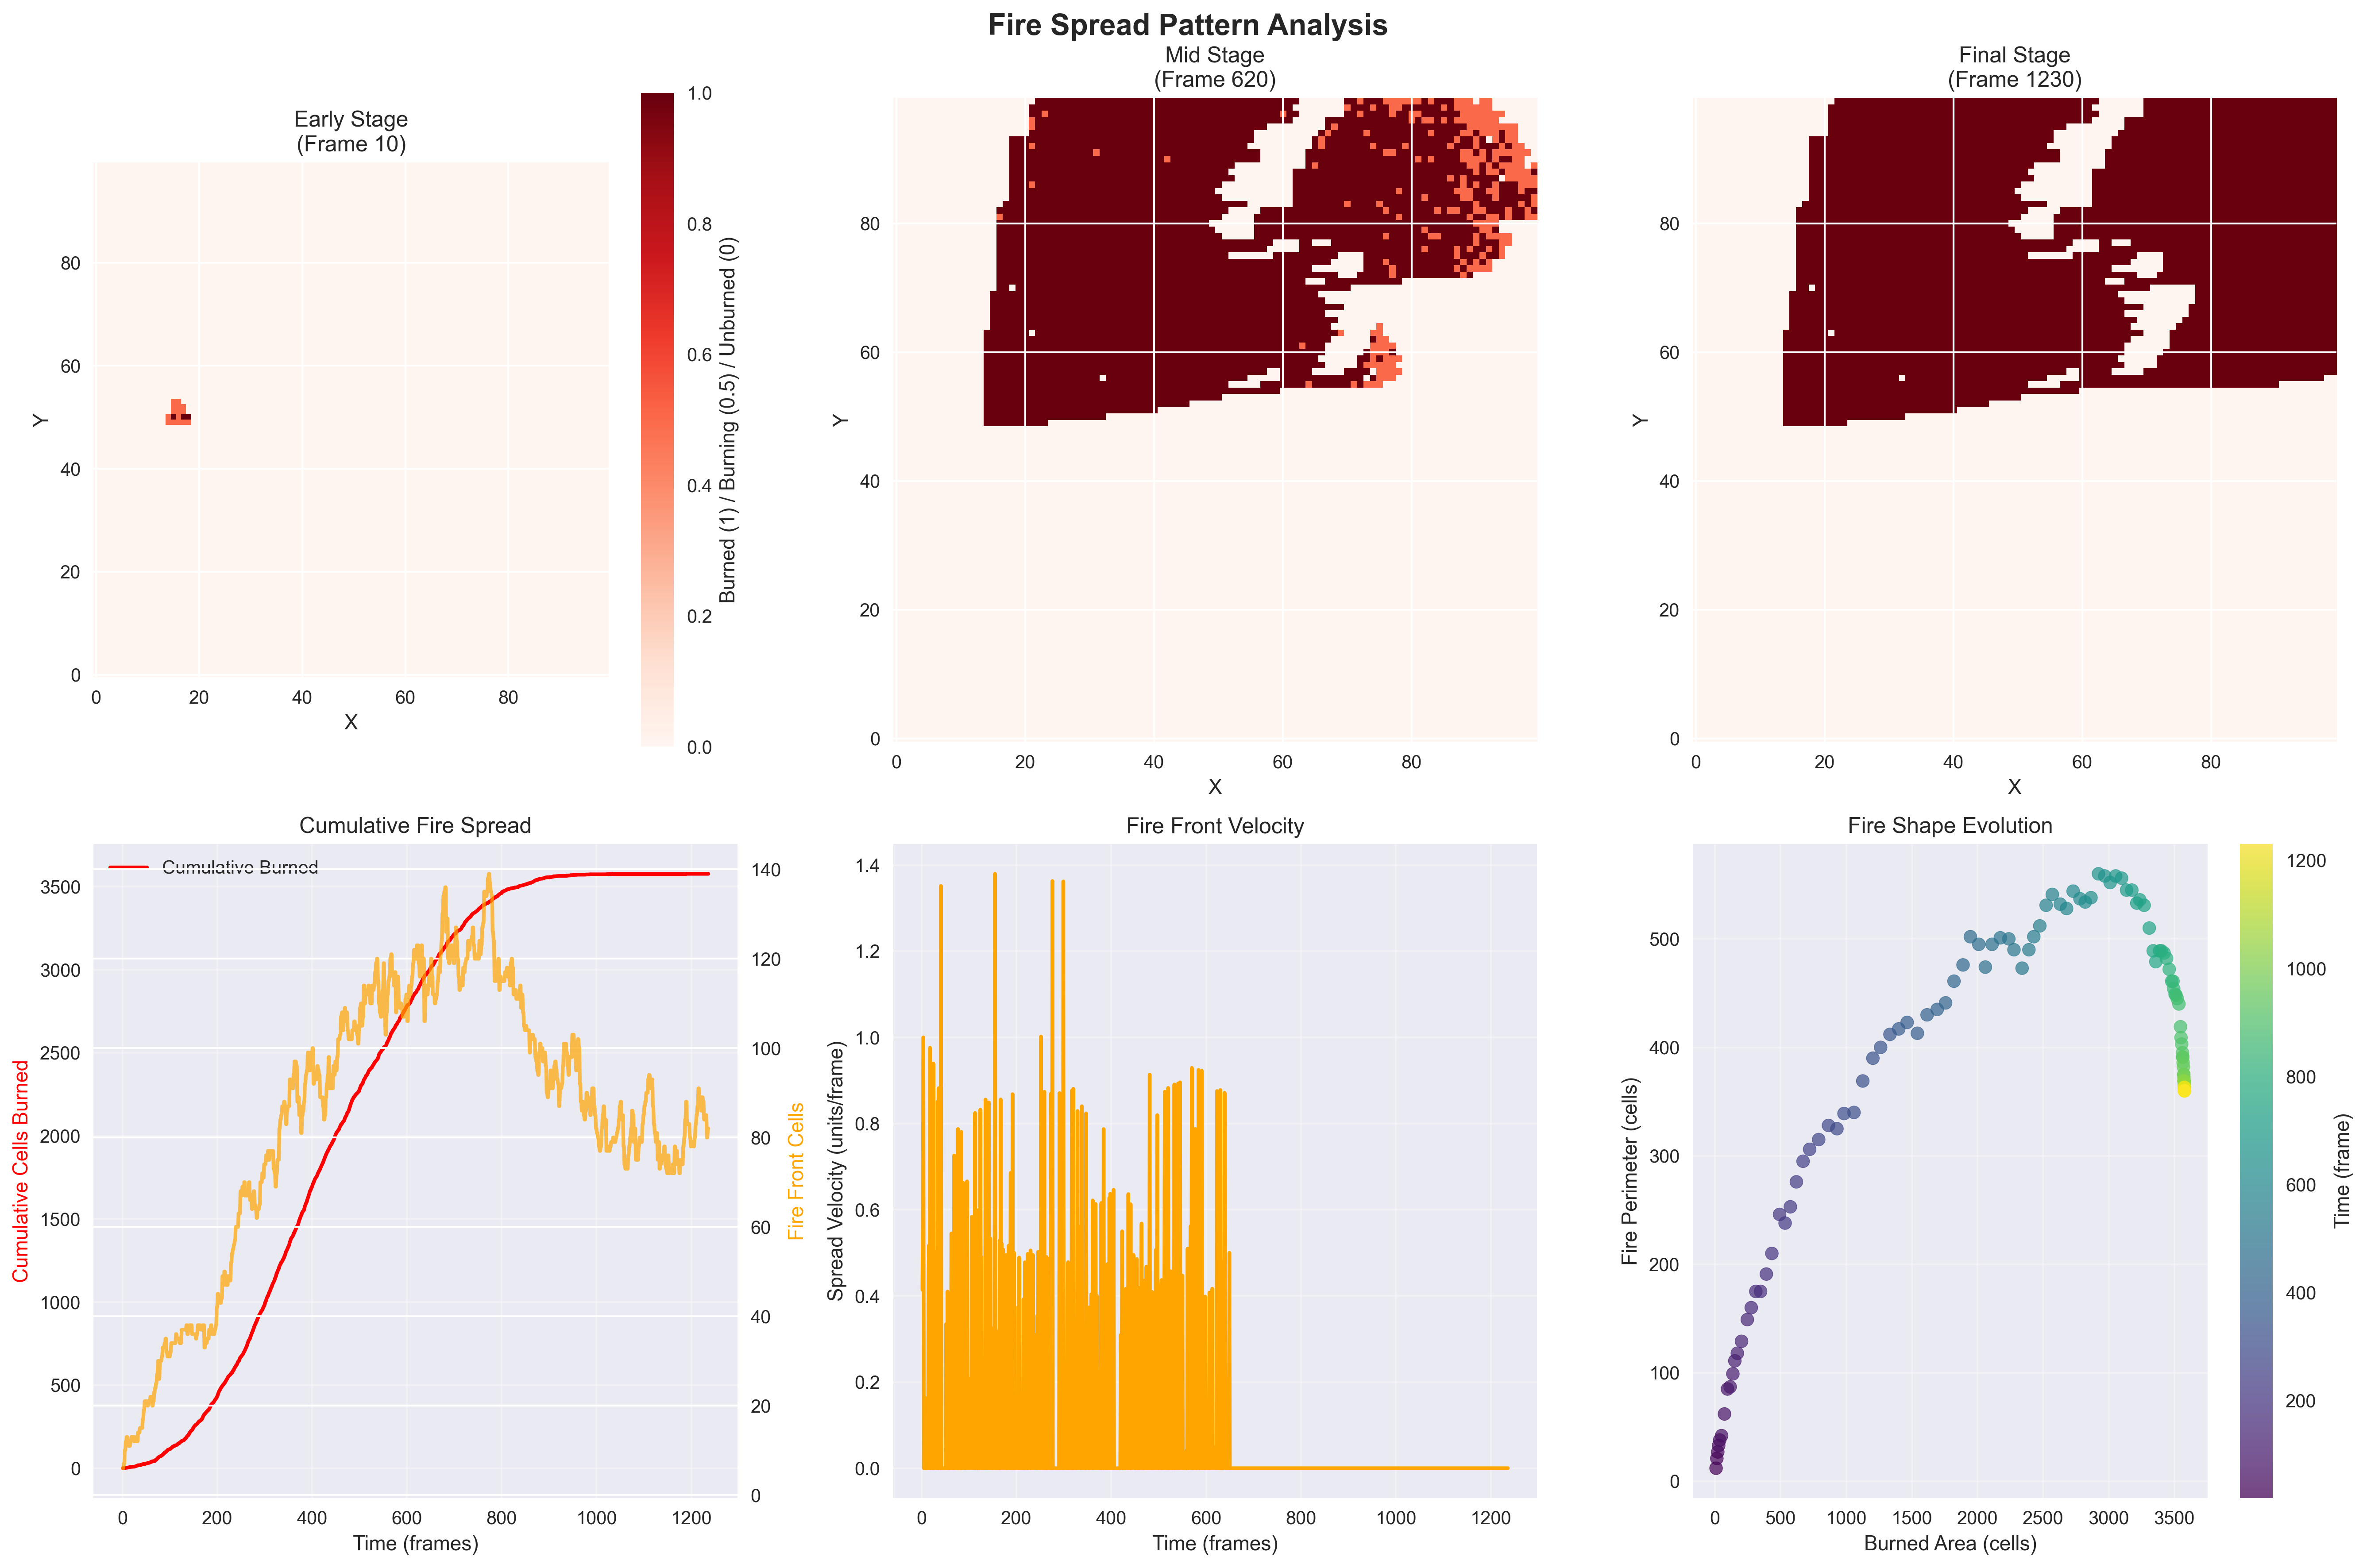 Fire Spread Pattern Analysis
Early Stage
(Frame 10)
80
60
40
20
0
Y
0 20 40 60 80
X
1.0
0.8
0.6
0.4
0.2
0.0
Burned (1) / Burning (0.5) / Unburned (0)
Mid Stage
(Frame 620)
80
60
40
20
0
Y
0 20 40 60 80
X
Final Stage
(Frame 1230)
80
60
40
20
0
Y
0 20 40 60 80
X
Cumulative Fire Spread
Cumulative Burned
3500
3000
2500
2000
1500
1000
500
0
Cumulative Cells Burned
140
120
100
80
60
40
20
0
Fire Front Cells
0 200 400 600 800 1000 1200
Time (frames)
Fire Front Velocity
1.4
1.2
1.0
0.8
0.6
0.4
0.2
0.0
Spread Velocity (units/frame)
0 200 400 600 800 1000 1200
Time (frames)
Fire Shape Evolution
500
400
300
200
100
0
Fire Perimeter (cells)
0 500 1000 1500 2000 2500 3000 3500
Burned Area (cells)
1200
1000
800
600
400
200
Time (frame)